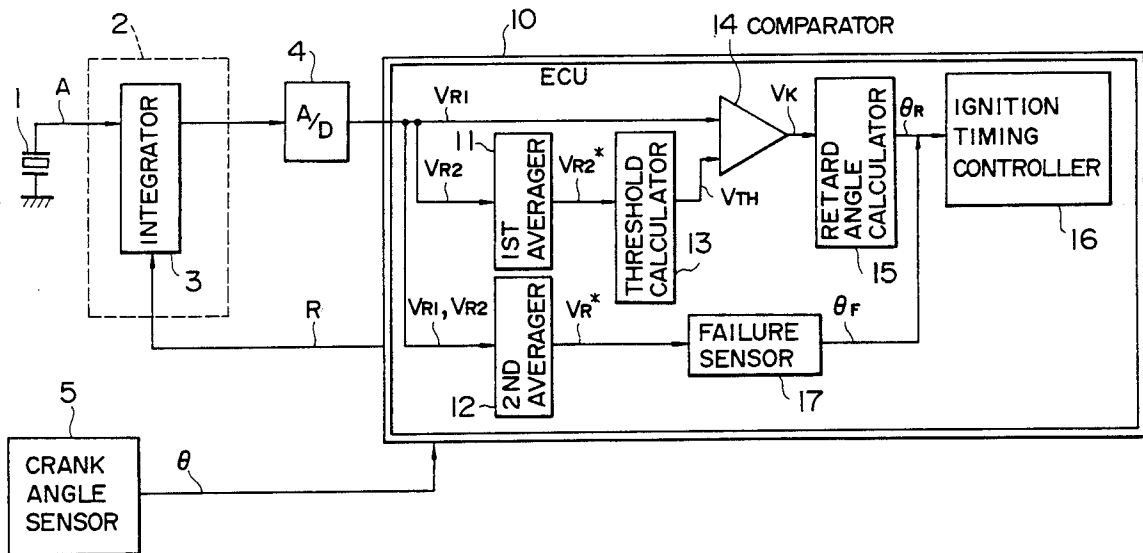 2
10
14 COMPARATOR
4
ECU
1
A
INTEGRATOR
A/D
VR1
VK
RETARD ANGLE CALCULATOR
θR
IGNITION
TIMING
CONTROLLER
11
VR2
1ST AVERAGER
VR2*
THRESHOLD CALCULATOR
VTH
16
3
13
15
R
VR1, VR2
2ND AVERAGER
VR*
FAILURE
SENSOR
θF
12
17
5
CRANK
ANGLE
SENSOR
θ